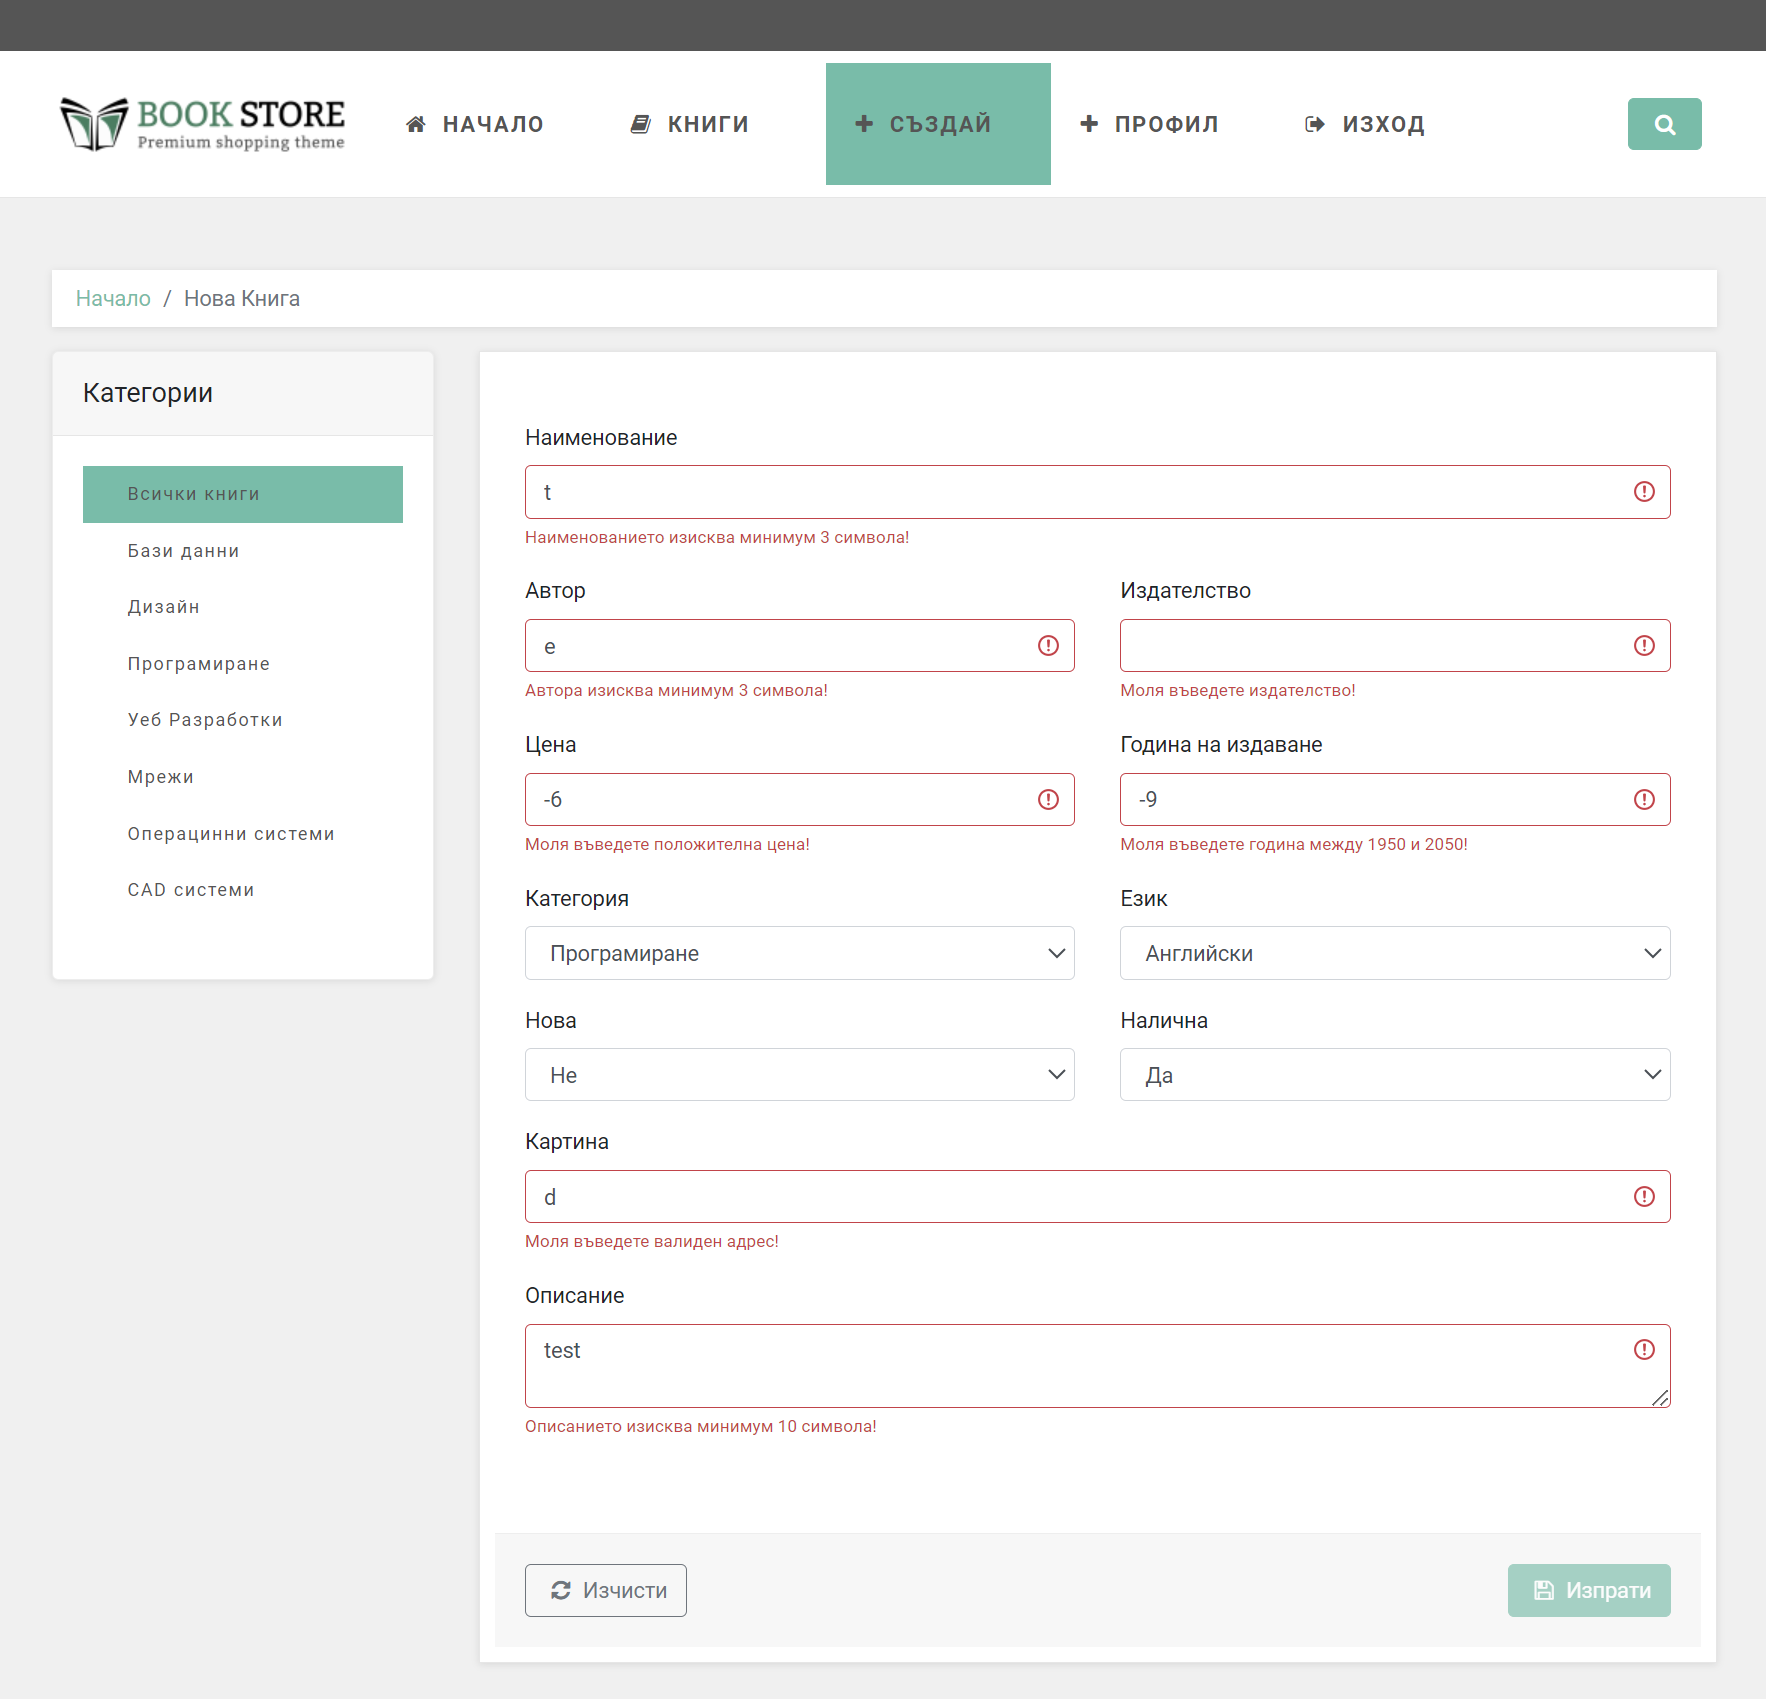 BOOK STORE
Premium shopping theme
НАЧАЛО
КНИГИ
СЪЗДАЙ
ПРОФИЛ
ИЗХОД
Начало / Нова Книга
Категории
Всички книги
Бази данни
Дизайн
Програмиране
Уеб Разработки
Мрежи
Операцинни системи
CAD системи
Наименование
t
Наименованието изисква минимум 3 символа!
Автор
e
Автора изисква минимум 3 символа!
Издателство
Моля въведете издателство!
Цена
-6
Моля въведете положителна цена!
Година на издаване
-9
Моля въведете година между 1950 и 2050!
Категория
Програмиране
Език
Английски
Нова
Не
Налична
Да
Картина
d
Моля въведете валиден адрес!
Описание
test
Описанието изисква минимум 10 символа!
Изчисти
Изпрати